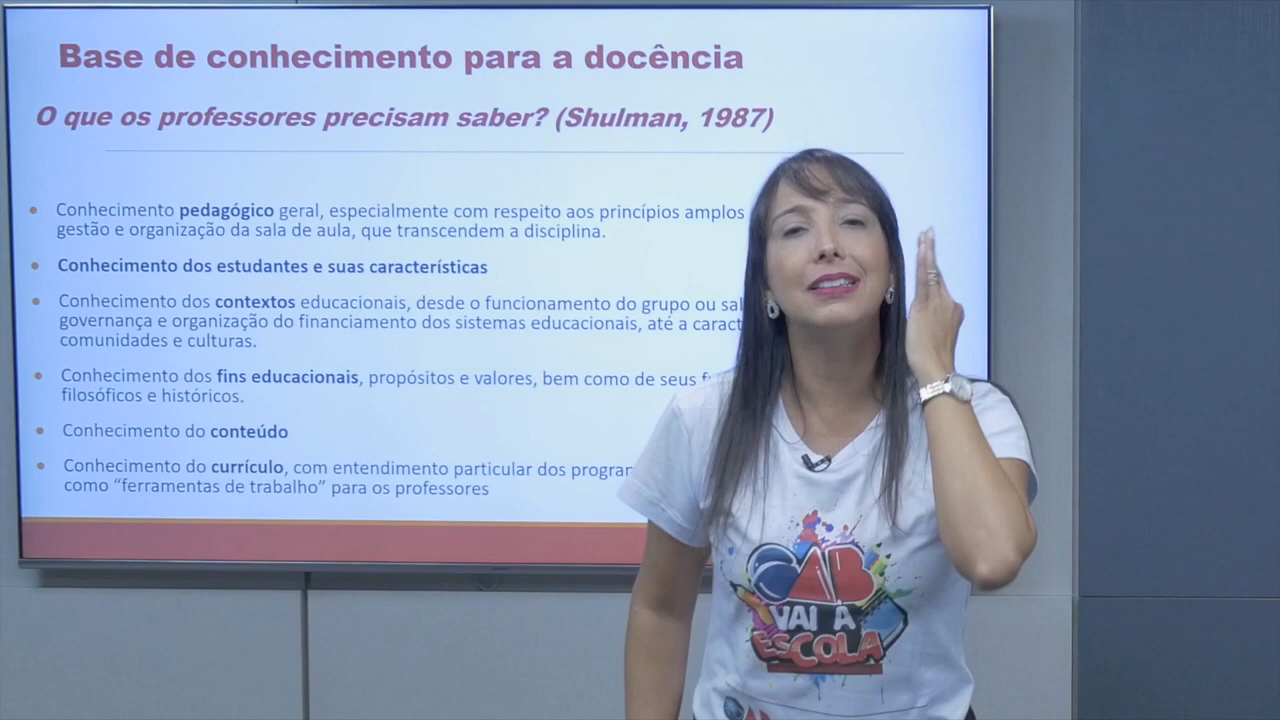 Base de conhecimento para a docência
O que os professores precisam saber? (Shulman, 1987)
• Conhecimento pedagógico geral, especialmente com respeito aos princípios amplos
gestão e organização da sala de aula, que transcendem a disciplina.
• Conhecimento dos estudantes e suas características
• Conhecimento dos contextos educacionais, desde o funcionamento do grupo ou
governança e organização do financiamento dos sistemas educacionais, até a
comunidades e culturas.
• Conhecimento dos fins educacionais, propósitos e valores, bem como de seus
filosóficos e históricos.
• Conhecimento do conteúdo
• Conhecimento do currículo, com entendimento particular dos
como “ferramentas de trabalho” para os professores
OAB
VAI À
ESCOLA